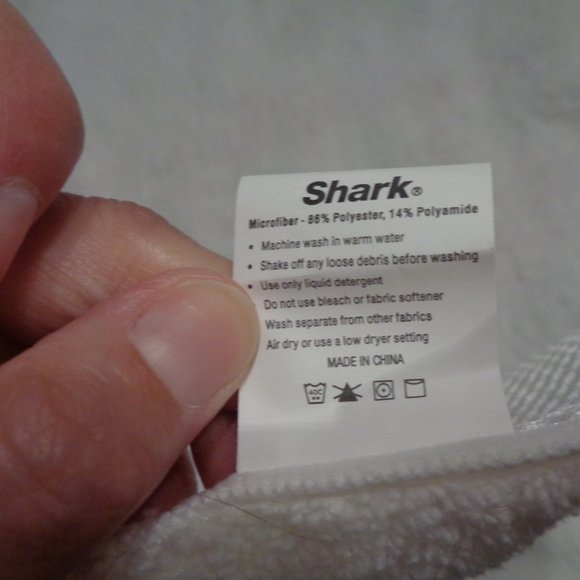 Shark®
Microfiber - 86% Polyester, 14% Polyamide
• Machine wash in warm water
• Shake off any loose debris before washing
• Use only liquid detergent
Do not use bleach or fabric softener
Wash separate from other fabrics
Air dry or use a low dryer setting
MADE IN CHINA
40C